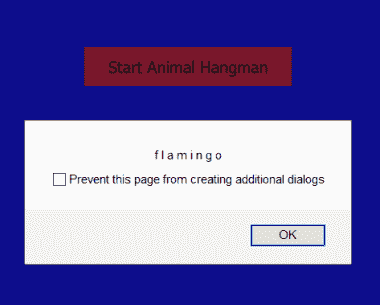 Start Animal Hangman
f l a m i n g o
Prevent this page from creating additional dialogs
OK